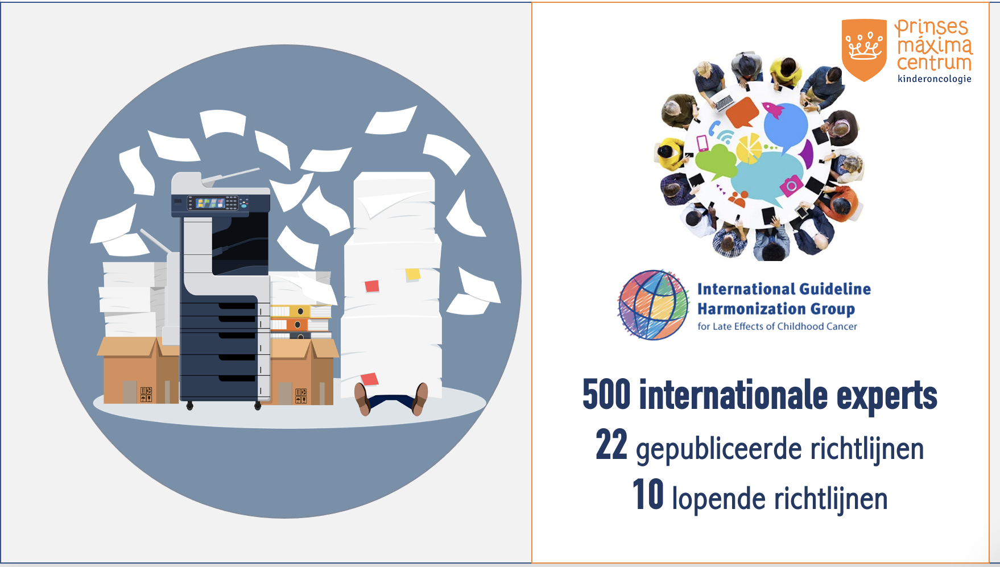 prinses
máxima
centrum
kinderoncologie
International Guideline
Harmonization Group
for Late Effects of Childhood Cancer
500 internationale experts
22 gepubliceerde richtlijnen
10 lopende richtlijnen